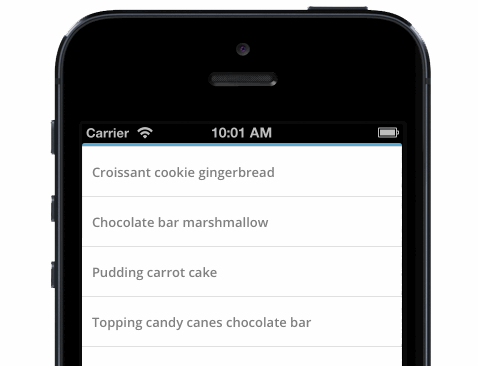 Carrier 10:01 AM
Croissant cookie gingerbread
Chocolate bar marshmallow
Pudding carrot cake
Topping candy canes chocolate bar